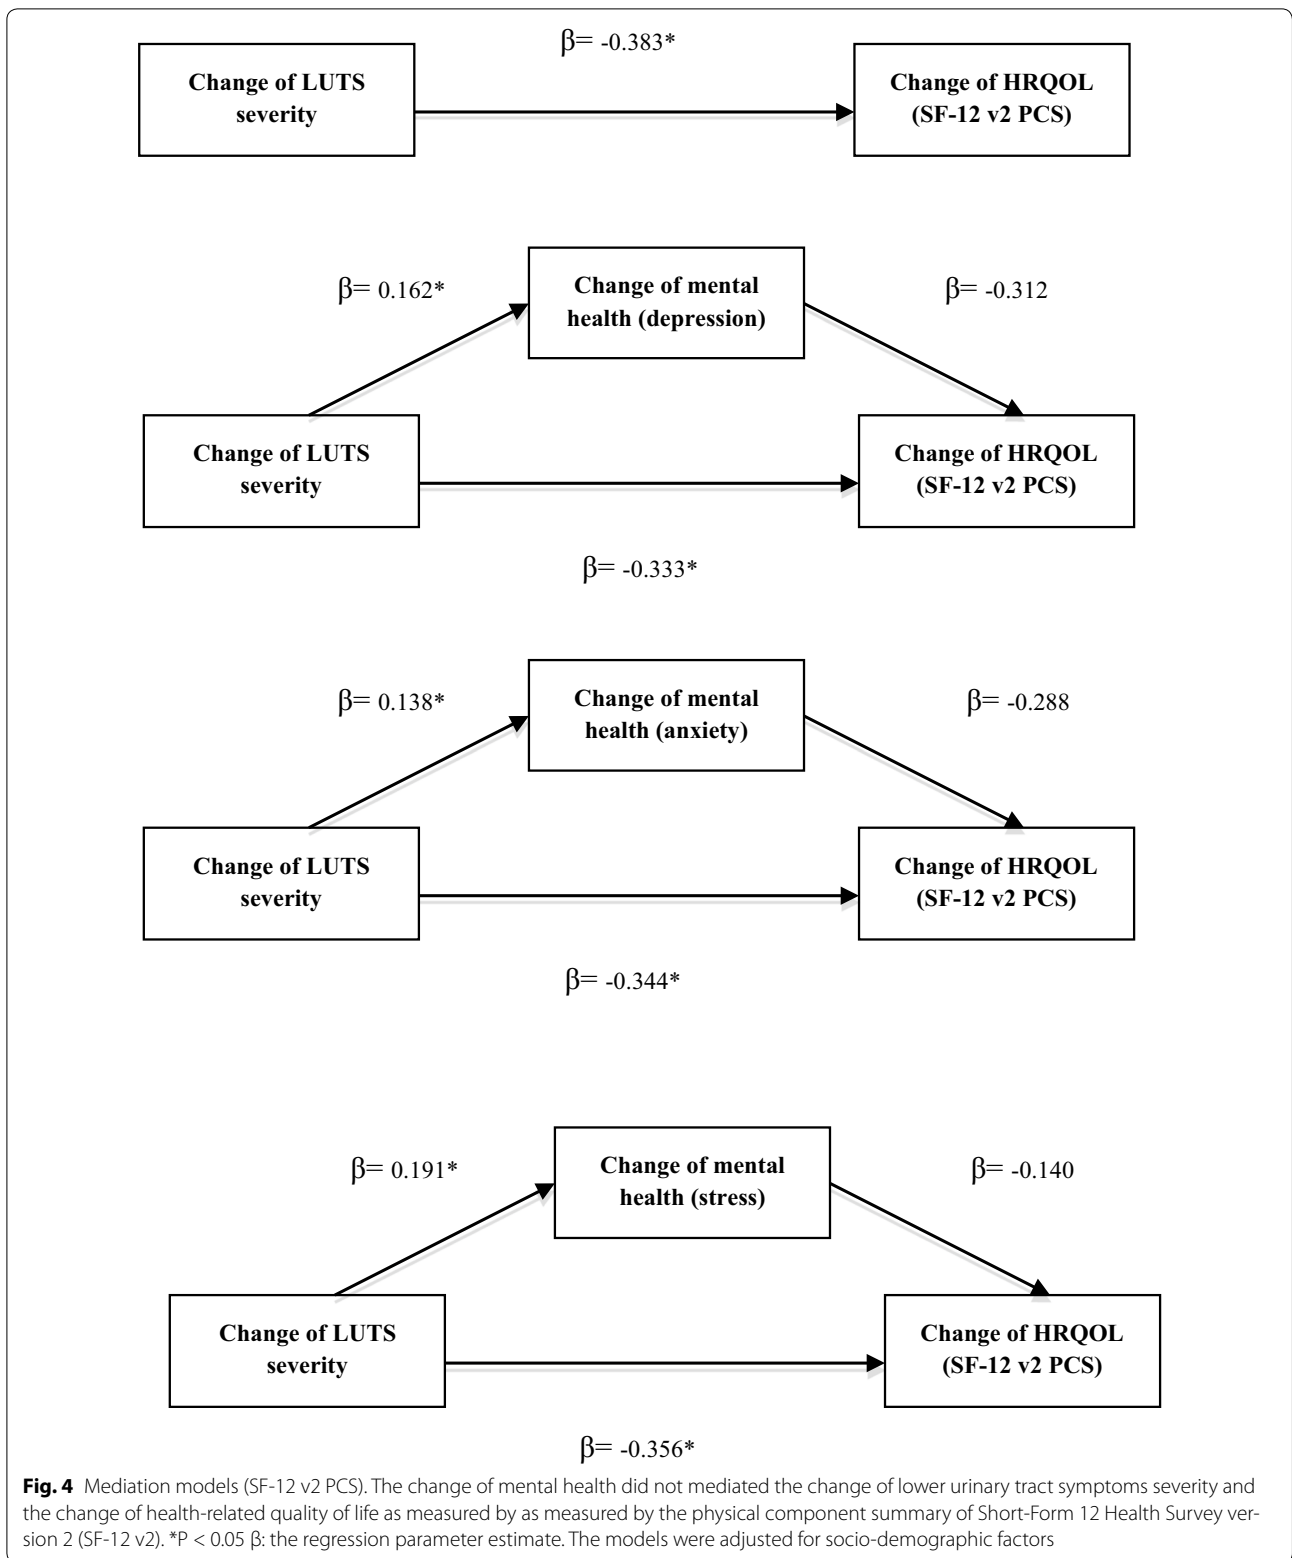 β= -0.383*
Change of LUTS
severity
Change of HRQOL
(SF-12 v2 PCS)
β= 0.162*
Change of mental
health (depression)
β= -0.312
Change of LUTS
severity
Change of HRQOL
(SF-12 v2 PCS)
β= -0.333*
β= 0.138*
Change of mental
health (anxiety)
β= -0.288
Change of LUTS
severity
Change of HRQOL
(SF-12 v2 PCS)
β= -0.344*
β= 0.191*
Change of mental
health (stress)
β= -0.140
Change of LUTS
severity
Change of HRQOL
(SF-12 v2 PCS)
β= -0.356*
Fig. 4 Mediation models (SF-12 v2 PCS). The change of mental health did not mediated the change of lower urinary tract symptoms severity and
the change of health-related quality of life as measured by as measured by the physical component summary of Short-Form 12 Health Survey ver-
sion 2 (SF-12 v2). *P < 0.05 β: the regression parameter estimate. The models were adjusted for socio-demographic factors